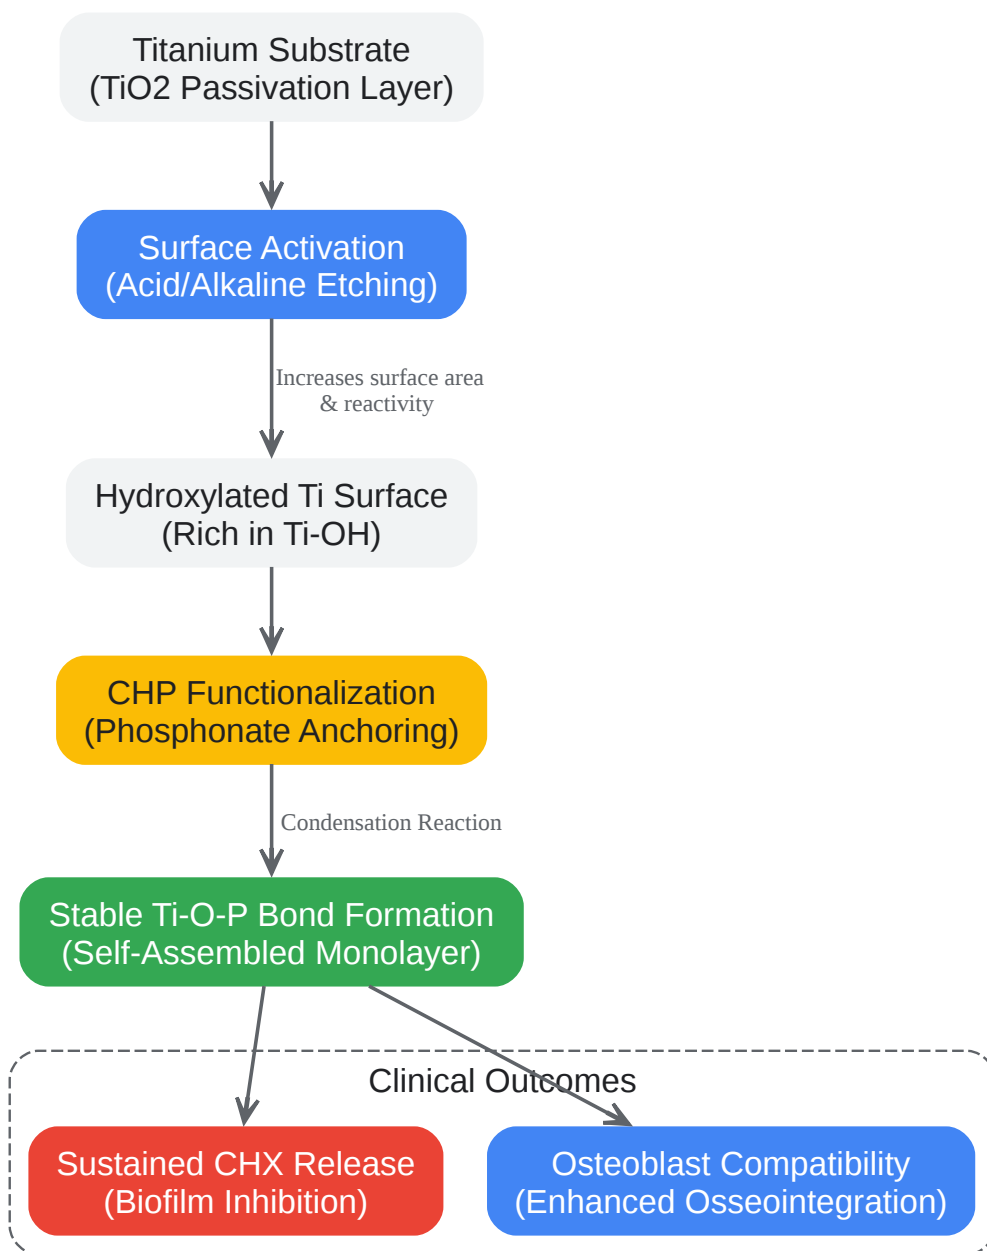 Titanium Substrate
(TiO2 Passivation Layer)
Surface Activation
(Acid/Alkaline Etching)
Increases surface area
& reactivity
Hydroxylated Ti Surface
(Rich in Ti-OH)
CHP Functionalization
(Phosphonate Anchoring)
Condensation Reaction
Stable Ti-O-P Bond Formation
(Self-Assembled Monolayer)
Clinical Outcomes
Sustained CHX Release
(Biofilm Inhibition)
Osteoblast Compatibility
(Enhanced Osseointegration)